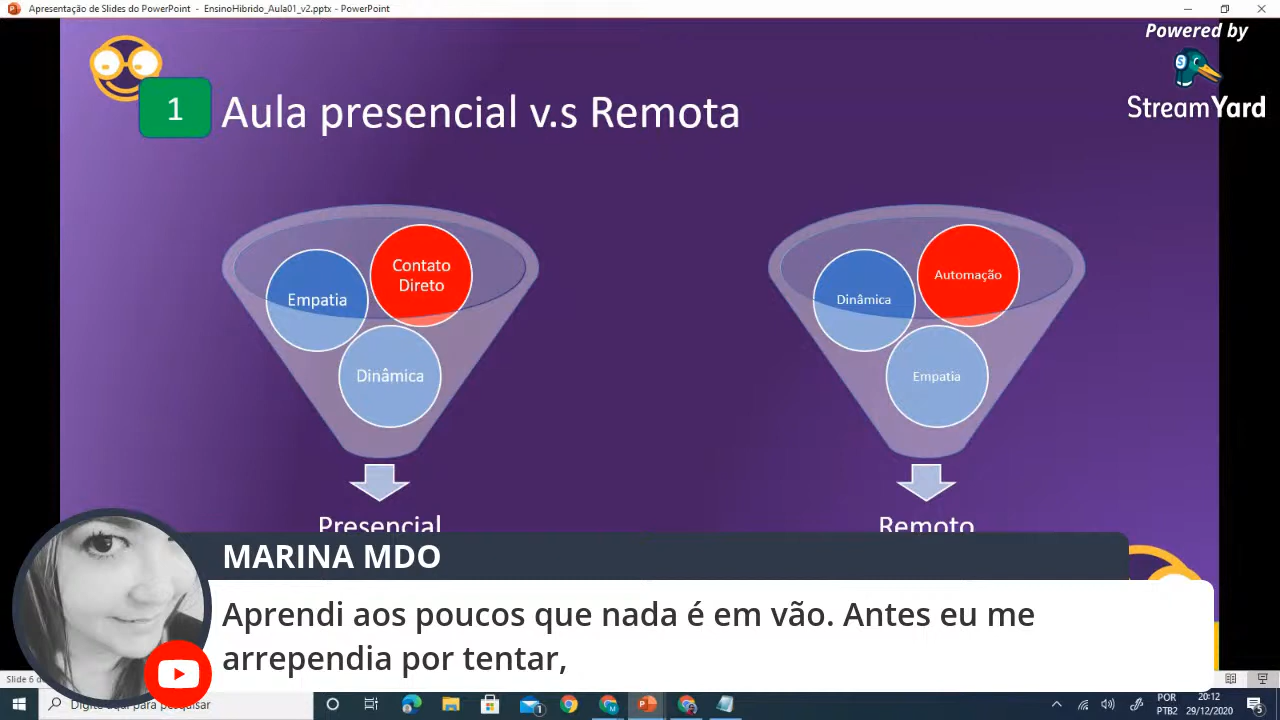 Apresentação de Slides do PowerPoint - EnsinoHibrido_Aula01_v2.pptx - PowerPoint
Powered by
StreamYard
1 Aula presencial v.s Remota
Empatia
Contato
Direto
Dinâmica
Presencial
Dinâmica
Automação
Empatia
Remoto
MARINA MDO
Aprendi aos poucos que nada é em vão. Antes eu me
arrependia por tentar,
Slide 6
Digite aqui para pesquisar
POR
PTB2
20:12
29/12/2020